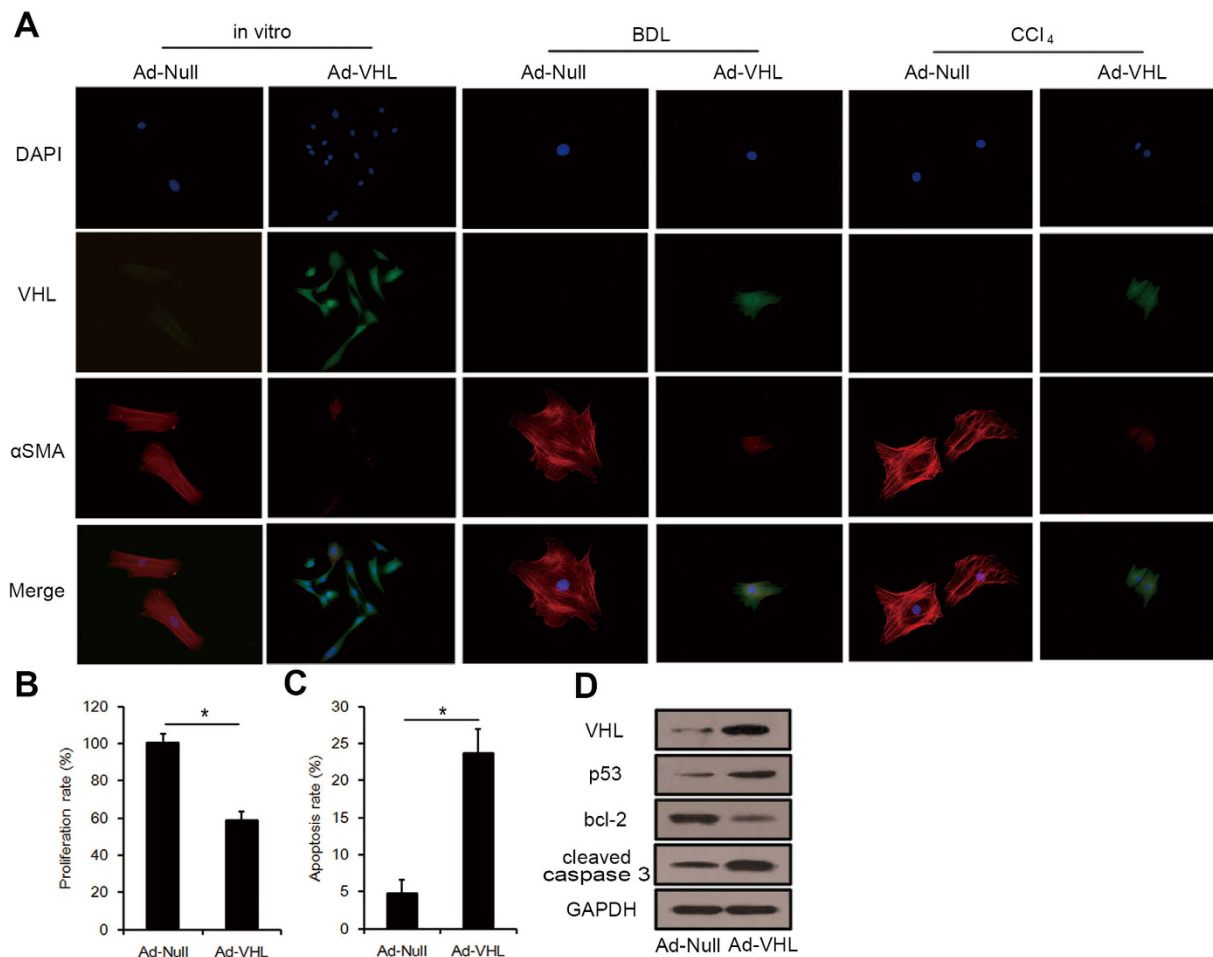 A
in vitro
BDL
CCl4
Ad-Null
Ad-VHL
Ad-Null
Ad-VHL
Ad-Null
Ad-VHL
DAPI
VHL
αSMA
Merge
B
Proliferation rate (%)
120
100
80
60
40
20
0
*
Ad-Null
Ad-VHL
C
Apoptosis rate (%)
30
25
20
15
10
5
0
*
Ad-Null
Ad-VHL
D
VHL
p53
bcl-2
cleaved
caspase 3
GAPDH
Ad-Null
Ad-VHL